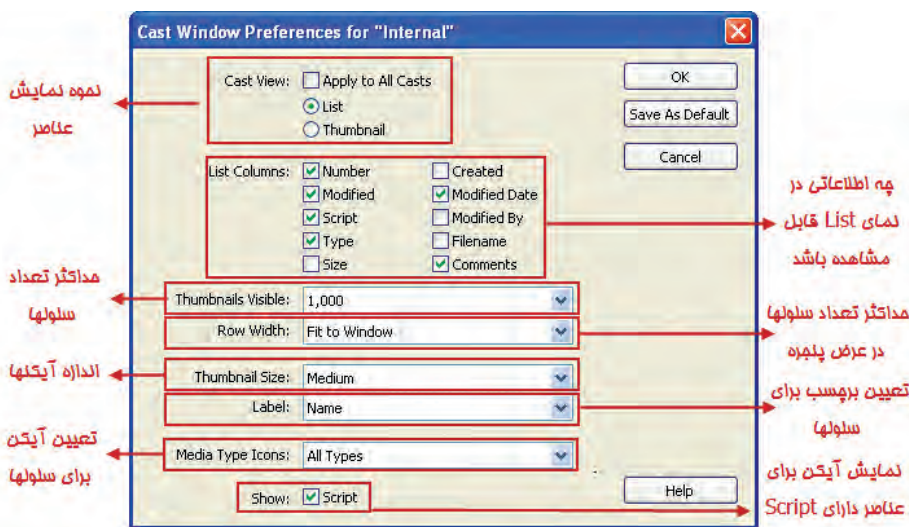 Cast Window Preferences for "Internal"
Cast View:
Apply to All Casts
List
Thumbnail
OK
Save As Default
Cancel
نحوه نمایش
عناصر
List Columns:
Number
Created
Modified
Modified Date
Script
Modified By
Type
Filename
Size
Comments
چه اطلاعاتی در
نمای List قابل
مشاهده باشد
Thumbnails Visible:
1,000
حداکثر تعداد
سلولها
Row Width:
Fit to Window
حداکثر تعداد سلولها
در عرض پنجره
Thumbnail Size:
Medium
اندازه آیکنها
Label:
Name
تعیین برچسب برای
سلولها
Media Type Icons:
All Types
تعیین آیکن
برای سلولها
Show:
Script
Help
نمایش آیکن برای
عناصر دارای Script